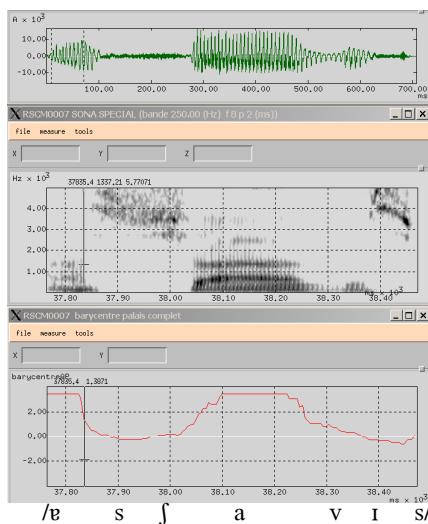 A × 10³
10.00
0.00
-10.00
100.00 200.00 300.00 400.00 500.00 600.00 700.00
ms
RSCM0007 SONA SPECIAL (bande 250.00 (Hz) f 8 p 2 (ms))
file measure tools
X Y Z
Hz × 10³
37835.4 1337.21 5.77071
4.00
3.00
2.00
1.00
37.80 37.90 38.00 38.10 38.20 38.30 38.40
ms × 10³
RSCM0007 barycentre palais complet
file measure tools
X Y
barycentreAP
37835.4 1.3871
2.00
0.00
-2.00
37.80 37.90 38.00 38.10 38.20 38.30 38.40
ms × 10³
/ɐ s ʃ a v ɪ s/